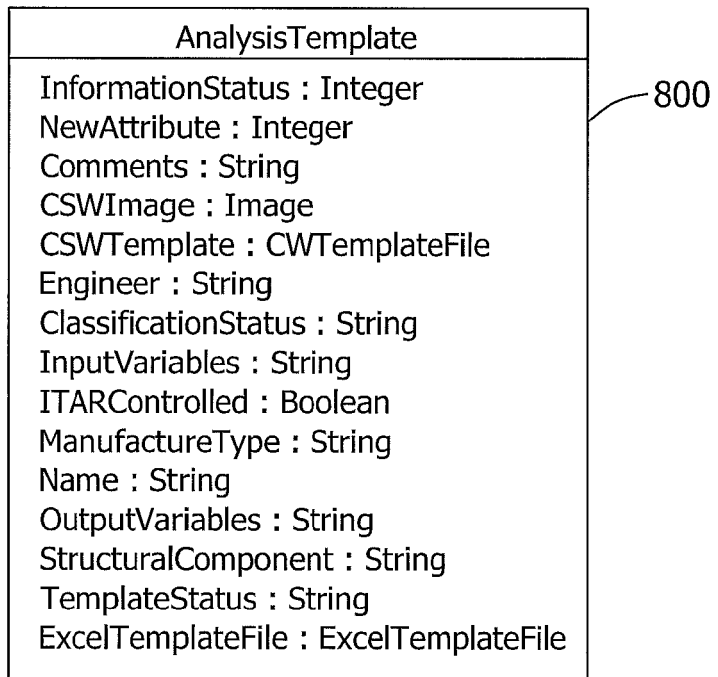 AnalysisTemplate
InformationStatus : Integer
800
NewAttribute : Integer
Comments : String
CSWImage : Image
CSWTemplate : CWTemplateFile
Engineer : String
ClassificationStatus : String
InputVariables : String
ITARControlled : Boolean
ManufactureType : String
Name : String
OutputVariables : String
StructuralComponent : String
TemplateStatus : String
ExcelTemplateFile : ExcelTemplateFile